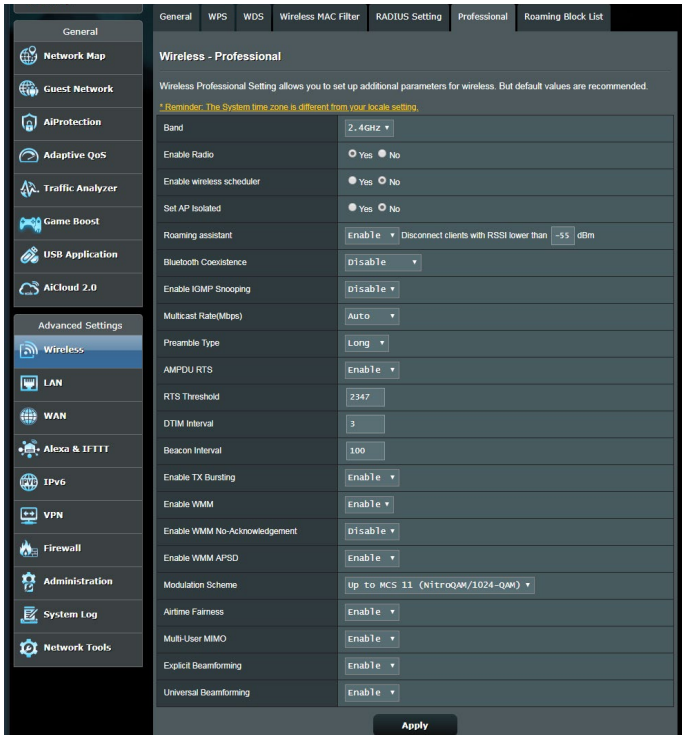 General WPS WDS Wireless MAC Filter RADIUS Setting Professional Roaming Block List
General
Network Map
Guest Network
AiProtection
Adaptive QoS
Traffic Analyzer
Game Boost
USB Application
AiCloud 2.0
Advanced Settings
Wireless
LAN
WAN
Alexa & IFTTT
IPv6
VPN
Firewall
Administration
System Log
Network Tools
Wireless - Professional
Wireless Professional Setting allows you to set up additional parameters for wireless. But default values are recommended.
* Reminder: The System time zone is different from your locale setting.
Band 2.4GHz
Enable Radio Yes No
Enable wireless scheduler Yes No
Set AP Isolated Yes No
Roaming assistant Enable Disconnect clients with RSSI lower than -55 dBm
Bluetooth Coexistence Disable
Enable IGMP Snooping Disable
Multicast Rate(Mbps) Auto
Preamble Type Long
AMPDU RTS Enable
RTS Threshold 2347
DTIM Interval 3
Beacon Interval 100
Enable TX Bursting Enable
Enable WMM Enable
Enable WMM No-Acknowledgement Disable
Enable WMM APSD Enable
Modulation Scheme Up to MCS 11 (NitroQAM/1024-QAM)
Airtime Fairness Enable
Multi-User MIMO Enable
Explicit Beamforming Enable
Universal Beamforming Enable
Apply